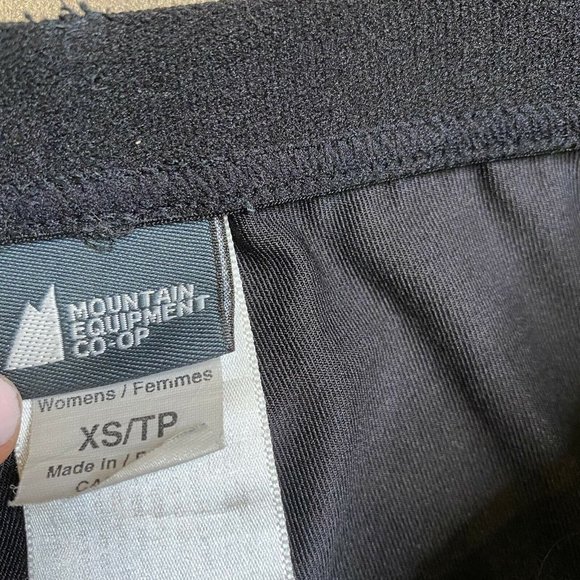 MOUNTAIN
EQUIPMENT
CO-OP
Womens / Femmes
XS/TP
Made in /